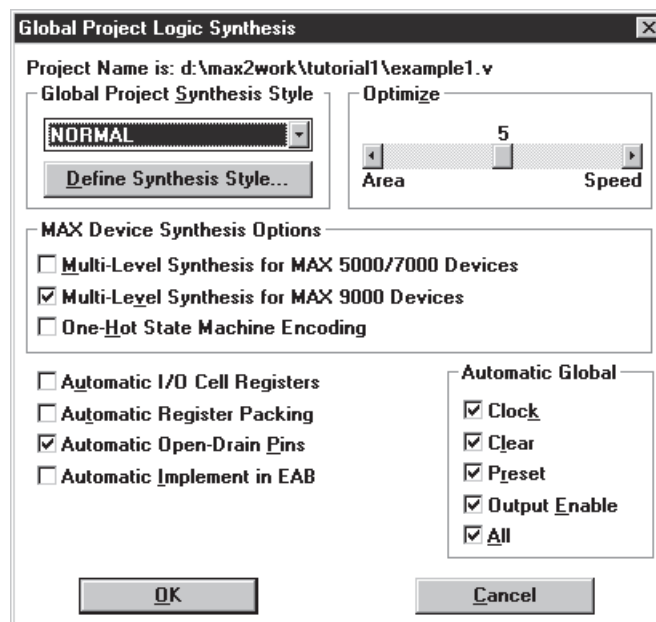 Global Project Logic Synthesis
Project Name is: d:\max2work\tutorial1\example1.v
Global Project Synthesis Style
NORMAL
Define Synthesis Style...
Optimize
5
Area Speed
MAX Device Synthesis Options
Multi-Level Synthesis for MAX 5000/7000 Devices
Multi-Level Synthesis for MAX 9000 Devices
One-Hot State Machine Encoding
Automatic I/O Cell Registers
Automatic Register Packing
Automatic Open-Drain Pins
Automatic Implement in EAB
Automatic Global
Clock
Clear
Preset
Output Enable
All
OK
Cancel